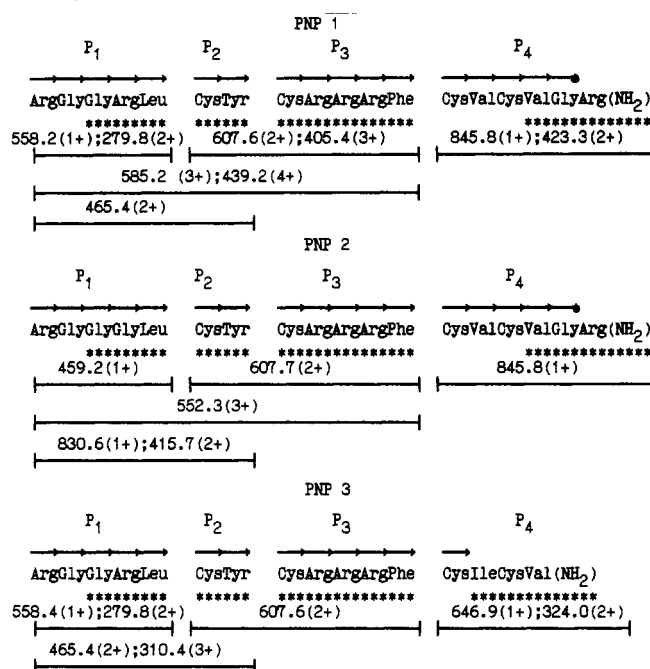 PNP 1
P1 P2 P3 P4
ArgGlyGlyArgLeu CysTyr CysArgArgArgPhe CysValCysValGlyArg(NH2)
********* ****** *************** **************
558.2(1+);279.8(2+) 607.6(2+);405.4(3+) 845.8(1+);423.3(2+)
585.2 (3+);439.2(4+)
465.4(2+)
PNP 2
P1 P2 P3 P4
ArgGlyGlyGlyLeu CysTyr CysArgArgArgPhe CysValCysValGlyArg(NH2)
********* ****** *************** **************
459.2(1+) 607.7(2+) 845.8(1+)
552.3(3+)
830.6(1+);415.7(2+)
PNP 3
P1 P2 P3 P4
ArgGlyGlyArgLeu CysTyr CysArgArgArgPhe CysIleCysVal(NH2)
********* ****** *************** **************
558.4(1+);279.8(2+) 607.6(2+) 646.9(1+);324.0(2+)
465.4(2+);310.4(3+)